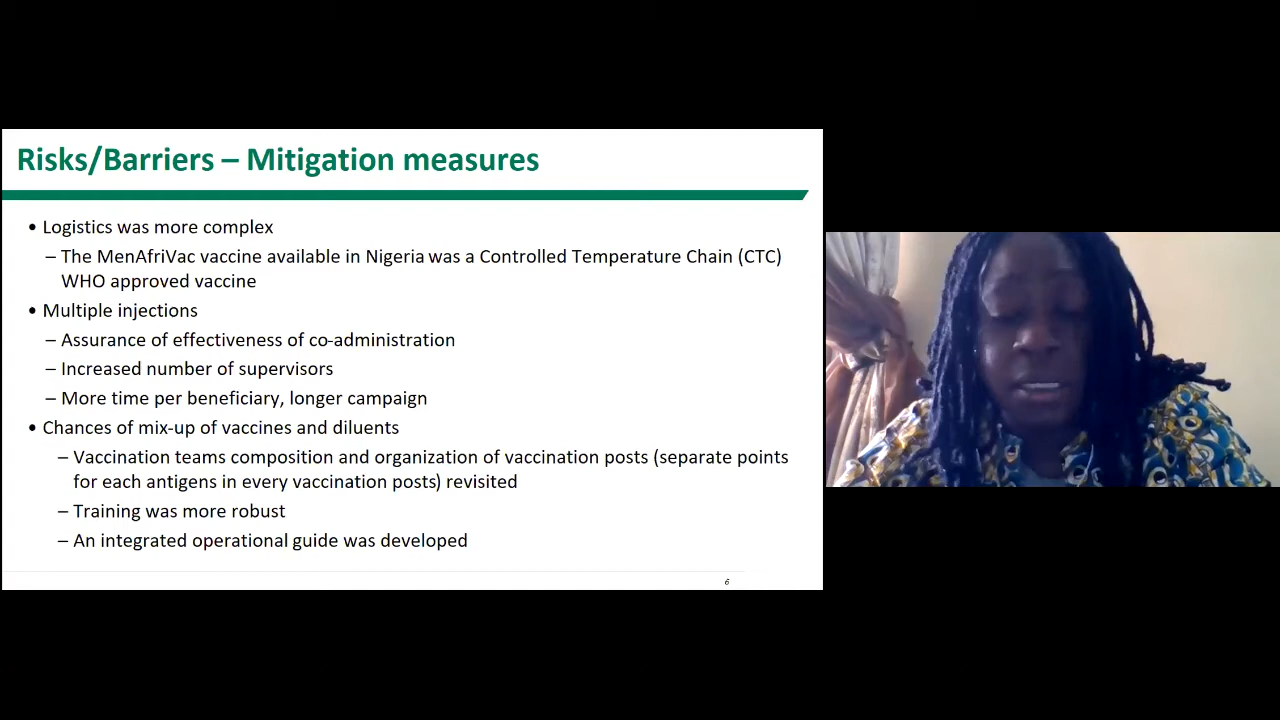 Risks/Barriers – Mitigation measures
• Logistics was more complex
– The MenAfriVac vaccine available in Nigeria was a Controlled Temperature Chain (CTC)
WHO approved vaccine
• Multiple injections
– Assurance of effectiveness of co-administration
– Increased number of supervisors
– More time per beneficiary, longer campaign
• Chances of mix-up of vaccines and diluents
– Vaccination teams composition and organization of vaccination posts (separate points
for each antigens in every vaccination posts) revisited
– Training was more robust
– An integrated operational guide was developed
6